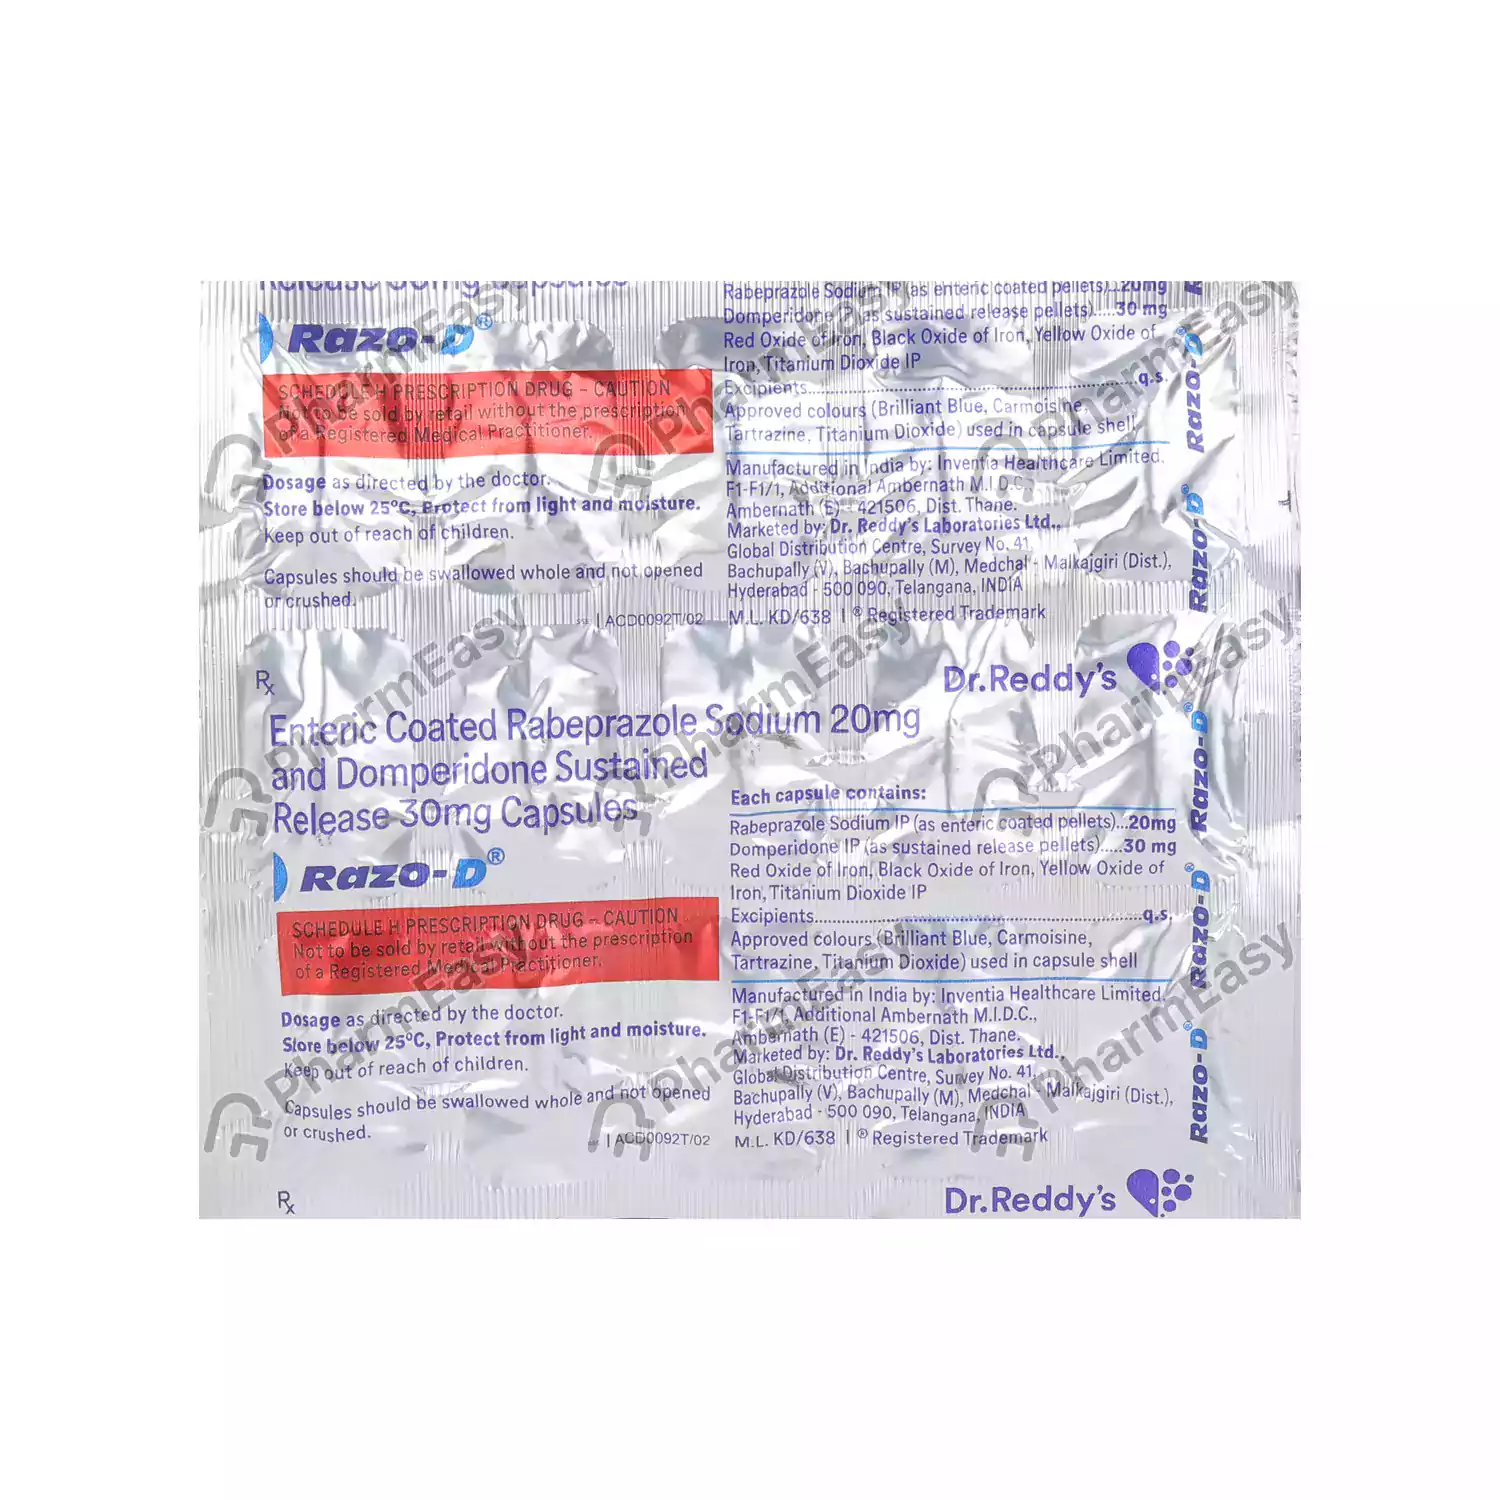 Razo-D®
SCHEDULE H PRESCRIPTION DRUG - CAUTION
Not to be sold by retail without the prescription
of a Registered Medical Practitioner.
Dosage as directed by the doctor.
Store below 25°C, Protect from light and moisture.
Keep out of reach of children.
Capsules should be swallowed whole and not opened
or crushed.
ACD0092T/02
Rabeprazole Sodium IP (as enteric coated pellets)...20mg
Domperidone IP (as sustained release pellets).....30 mg
Red Oxide of Iron, Black Oxide of Iron, Yellow Oxide of
Iron, Titanium Dioxide IP
Excipients..........q.s.
Approved colours (Brilliant Blue, Carmoisine,
Tartrazine, Titanium Dioxide) used in capsule shell
Manufactured in India by: Inventia Healthcare Limited.
F1-F1/1, Additional Ambernath M.I.D.C.,
Ambernath (E) - 421506, Dist. Thane.
Marketed by: Dr. Reddy's Laboratories Ltd.,
Global Distribution Centre, Survey No. 41,
Bachupally (V), Bachupally (M), Medchal - Malkajgiri (Dist.),
Hyderabad - 500 090, Telangana, INDIA
M.L. KD/638 | ® Registered Trademark
Rx
Dr.Reddy's
Enteric Coated Rabeprazole Sodium 20mg
and Domperidone Sustained
Release 30mg Capsules
Razo-D®
SCHEDULE H PRESCRIPTION DRUG - CAUTION
Not to be sold by retail without the prescription
of a Registered Medical Practitioner.
Dosage as directed by the doctor.
Store below 25°C, Protect from light and moisture.
Keep out of reach of children.
Capsules should be swallowed whole and not opened
or crushed.
ACD0092T/02
Each capsule contains:
Rabeprazole Sodium IP (as enteric coated pellets)...20mg
Domperidone IP (as sustained release pellets).....30 mg
Red Oxide of Iron, Black Oxide of Iron, Yellow Oxide of
Iron, Titanium Dioxide IP
Excipients..........q.s.
Approved colours (Brilliant Blue, Carmoisine,
Tartrazine, Titanium Dioxide) used in capsule shell
Manufactured in India by: Inventia Healthcare Limited.
F1-F1/1, Additional Ambernath M.I.D.C.,
Ambernath (E) - 421506, Dist. Thane.
Marketed by: Dr. Reddy's Laboratories Ltd.,
Global Distribution Centre, Survey No. 41,
Bachupally (V), Bachupally (M), Medchal - Malkajgiri (Dist.),
Hyderabad - 500 090, Telangana, INDIA
M.L. KD/638 | ® Registered Trademark
Rx
Dr.Reddy's
Razo-D®
Razo-D®
Razo-D®
Razo-D®
Razo-D®
PharmEasy
PharmEasy
PharmEasy
PharmEasy
PharmEasy
PharmEasy
PharmEasy
PharmEasy
PharmEasy